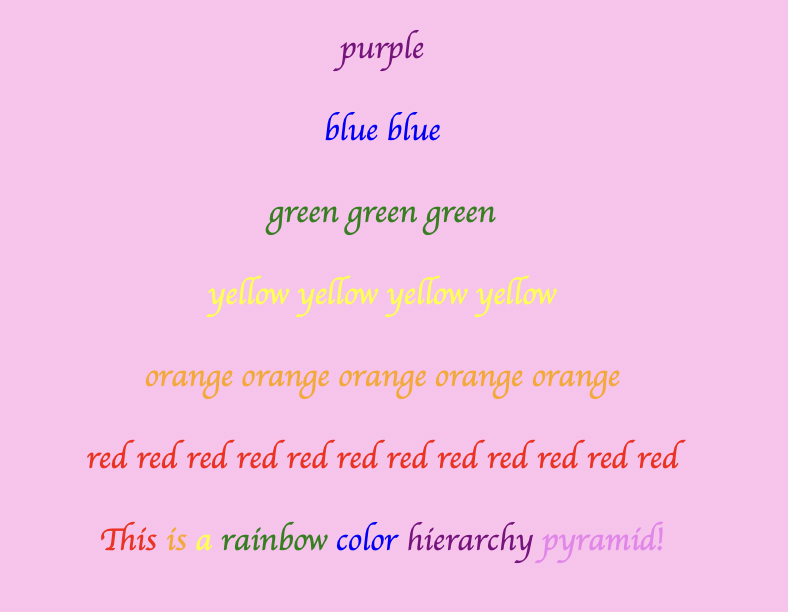 purple
blue blue
green green green
yellow yellow yellow yellow
orange orange orange orange orange
red red red red red red red red red red red red
This is a rainbow color hierarchy pyramid!